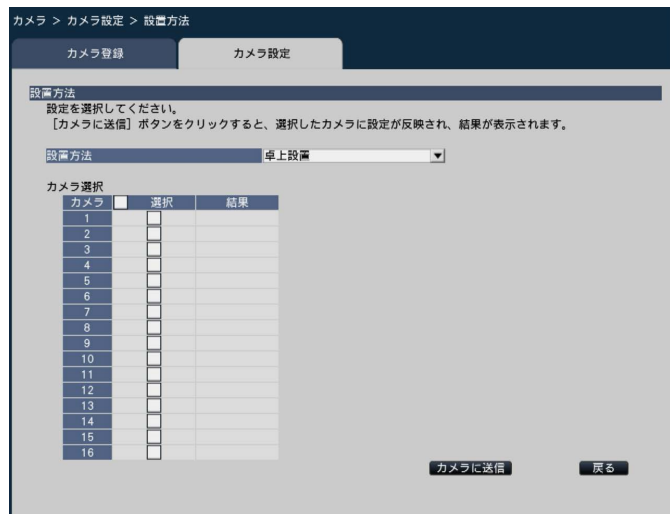 カメラ > カメラ設定 > 設置方法
カメラ登録 カメラ設定
設置方法
設定を選択してください。
［カメラに送信］ボタンをクリックすると、選択したカメラに設定が反映され、結果が表示されます。
設置方法 卓上設置
カメラ選択
カメラ 選択 結果
1
2
3
4
5
6
7
8
9
10
11
12
13
14
15
16
カメラに送信 戻る